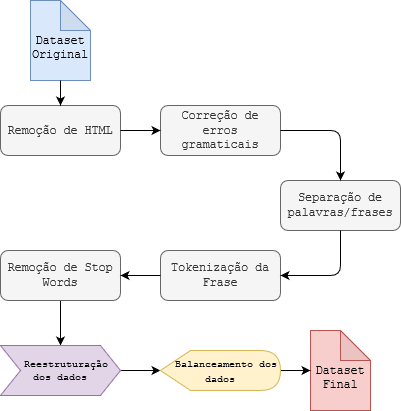 Dataset
Original
Remoção de HTML
Correção de
erros
gramaticais
Separação de
palavras/frases
Tokenização da
Frase
Remoção de Stop
Words
Reestruturação
dos dados
Balanceamento dos
dados
Dataset
Final